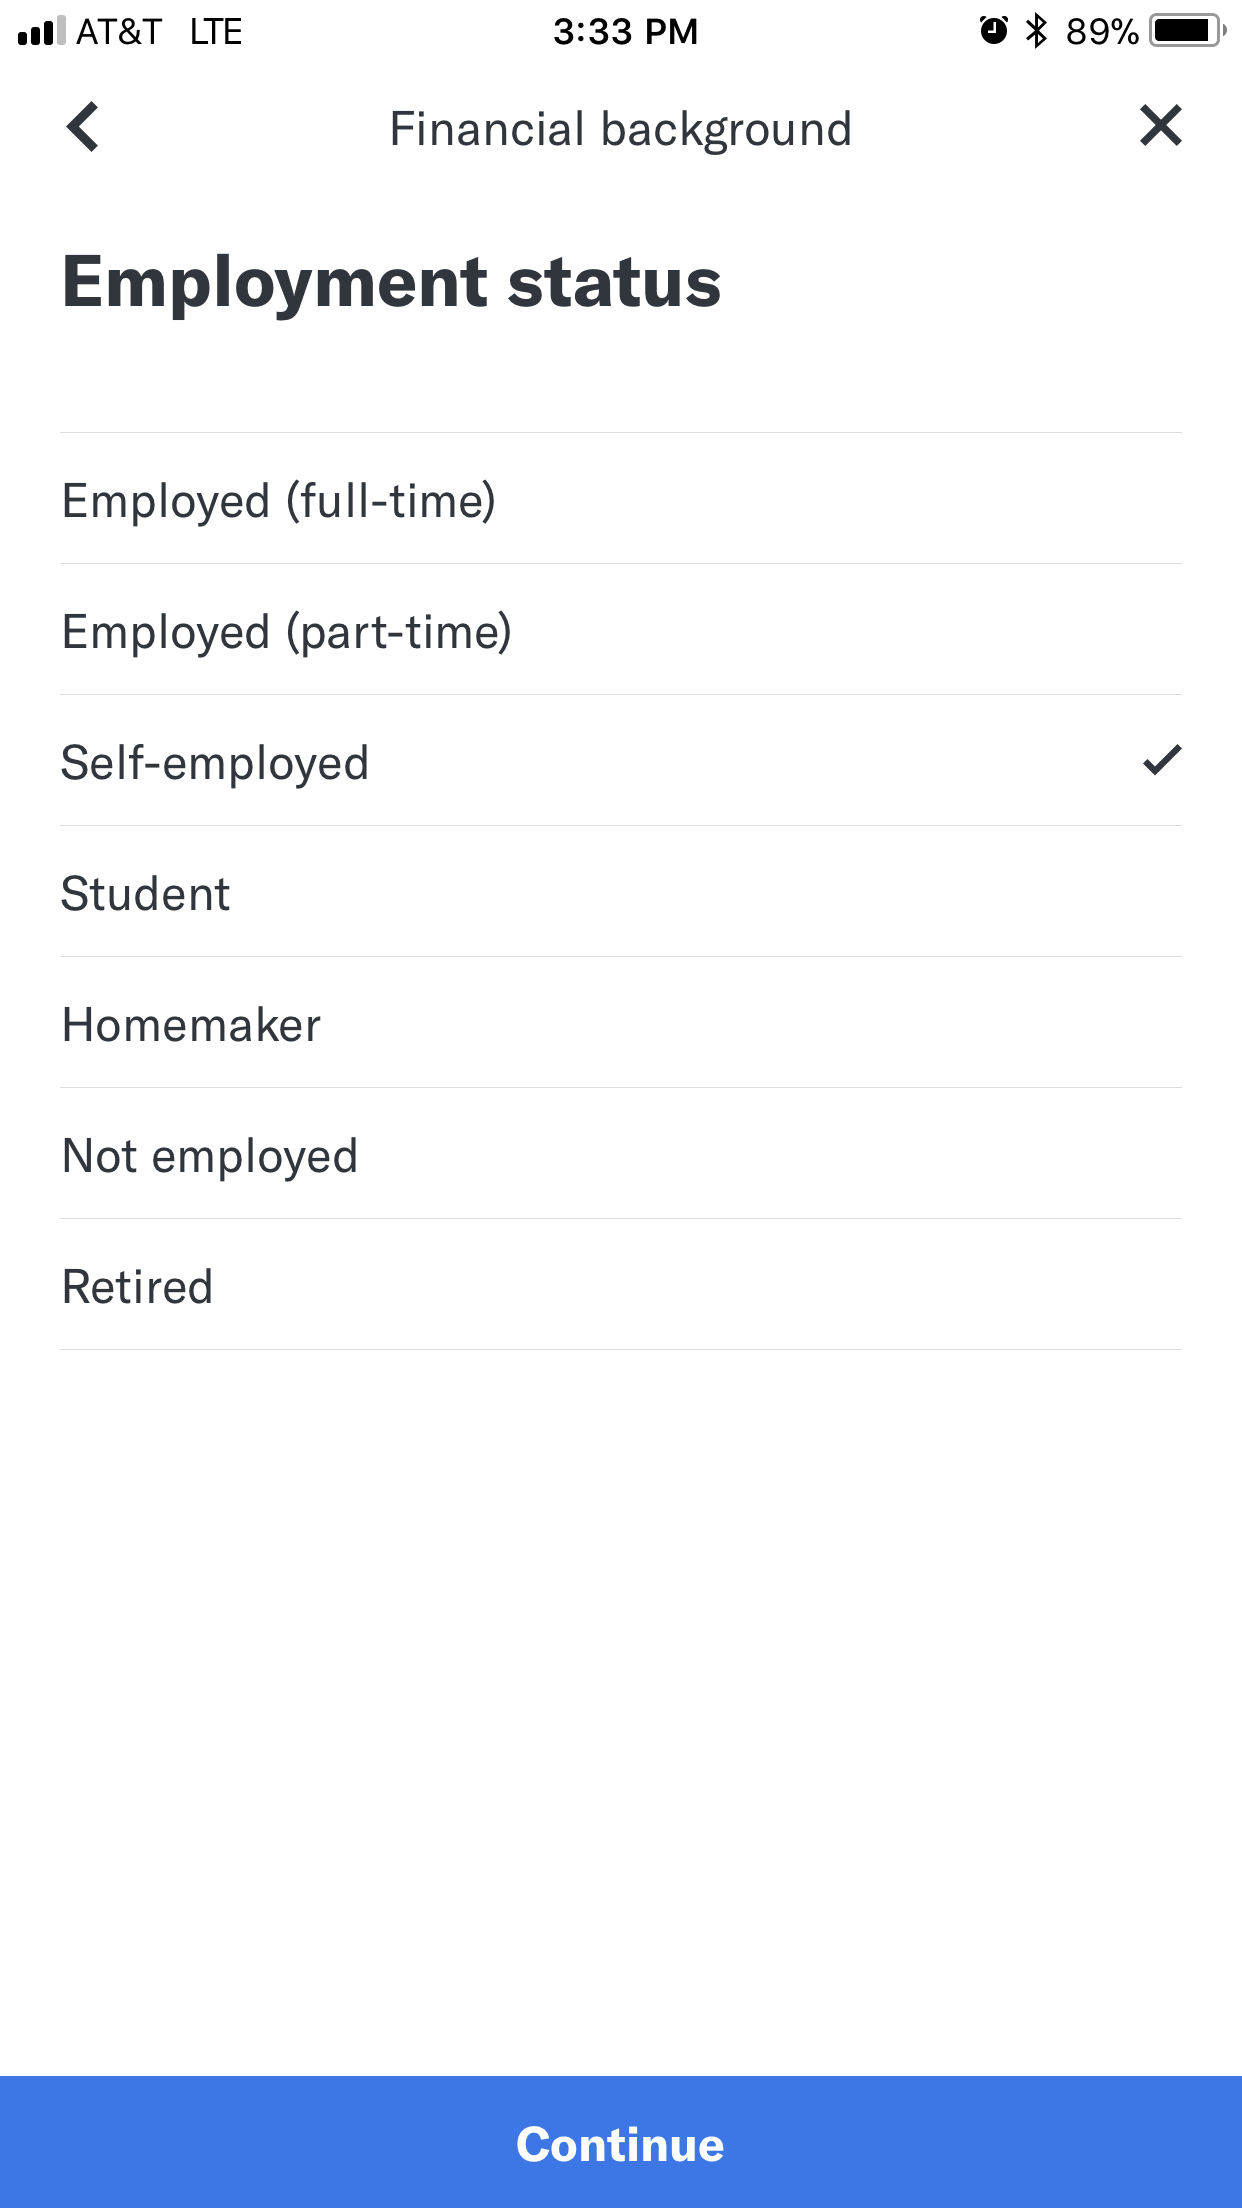 AT&T LTE 3:33 PM 89%
Financial background
Employment status
Employed (full-time)
Employed (part-time)
Self-employed
Student
Homemaker
Not employed
Retired
Continue